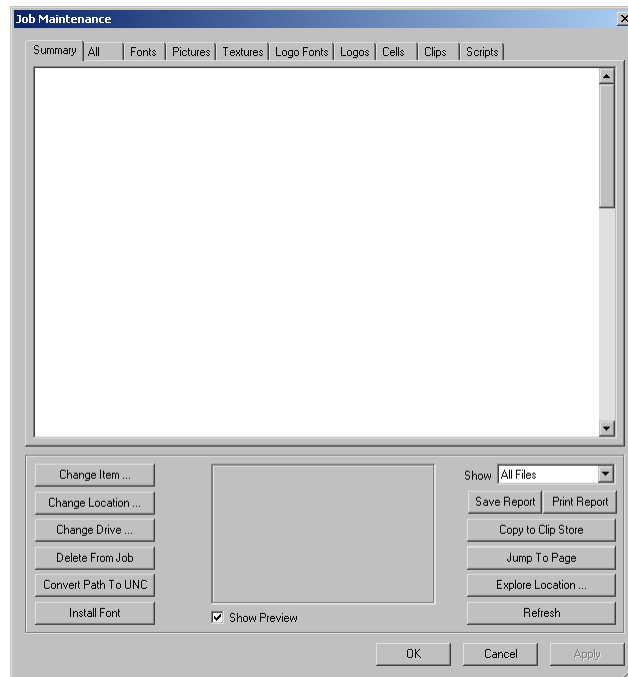 Job Maintenance
Summary All Fonts Pictures Textures Logo Fonts Logos Cells Clips Scripts
Change Item ...
Change Location ...
Change Drive ...
Delete From Job
Convert Path To UNC
Install Font
Show Preview
Show All Files
Save Report Print Report
Copy to Clip Store
Jump To Page
Explore Location ...
Refresh
OK Cancel Apply